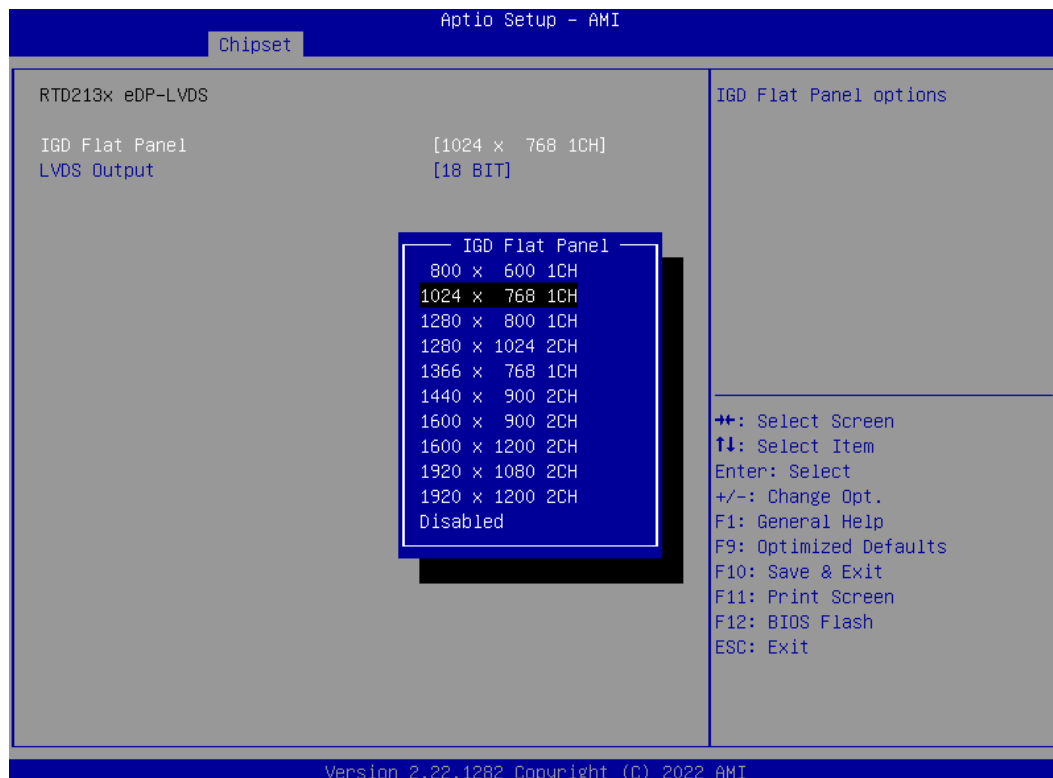 Aptio Setup - AMI
Chipset
RTD213x eDP-LVDS
IGD Flat Panel [1024 x 768 1CH]
LVDS Output [18 BIT]
IGD Flat Panel
800 x 600 1CH
1024 x 768 1CH
1280 x 800 1CH
1280 x 1024 2CH
1366 x 768 1CH
1440 x 900 2CH
1600 x 900 2CH
1600 x 1200 2CH
1920 x 1080 2CH
1920 x 1200 2CH
Disabled
IGD Flat Panel options
→←: Select Screen
↑↓: Select Item
Enter: Select
+/-: Change Opt.
F1: General Help
F9: Optimized Defaults
F10: Save & Exit
F11: Print Screen
F12: BIOS Flash
ESC: Exit
Version 2.22.1282 Copyright (C) 2022 AMI